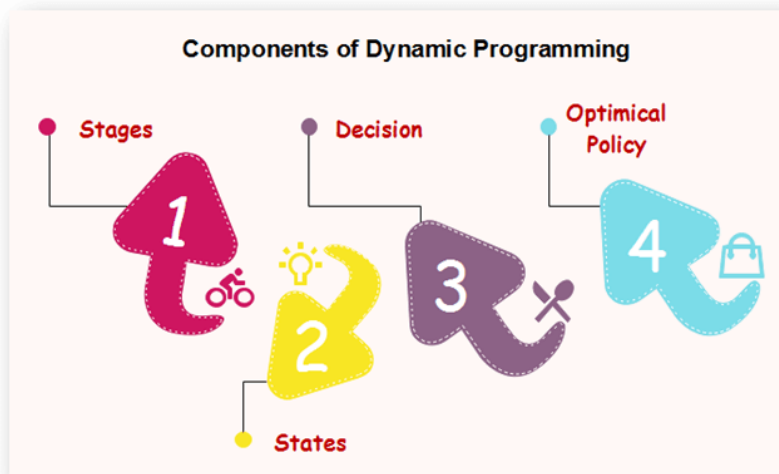 Components of Dynamic Programming
Stages
Decision
Optimical
Policy
1
2
3
4
States